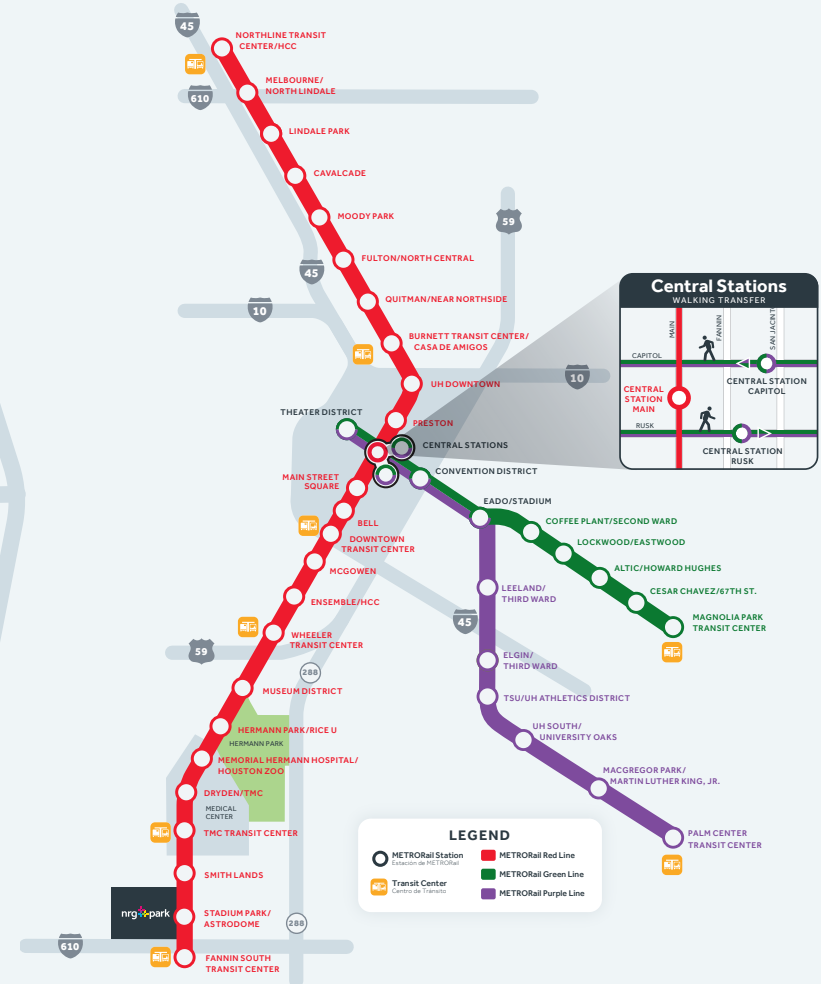 45
NORTHLINE TRANSIT
CENTER/HCC
MELBOURNE/
NORTH LINDALE
610
LINDALE PARK
CAVALCADE
MOODY PARK
59
FULTON/NORTH CENTRAL
45
QUITMAN/NEAR NORTHSIDE
10
BURNETT TRANSIT CENTER/
CASA DE AMIGOS
UH DOWNTOWN
10
THEATER DISTRICT
PRESTON
CENTRAL STATIONS
CONVENTION DISTRICT
MAIN STREET
SQUARE
EADO/STADIUM
BELL
COFFEE PLANT/SECOND WARD
DOWNTOWN
TRANSIT CENTER
LOCKWOOD/EASTWOOD
MCGOWEN
ALTIC/HOWARD HUGHES
LEELAND/
THIRD WARD
CESAR CHAVEZ/67TH ST.
ENSEMBLE/HCC
MAGNOLIA PARK
TRANSIT CENTER
45
WHEELER
TRANSIT CENTER
59
ELGIN/
THIRD WARD
288
MUSEUM DISTRICT
TSU/UH ATHLETICS DISTRICT
HERMANN PARK/RICE U
HERMANN PARK
UH SOUTH/
UNIVERSITY OAKS
MEMORIAL HERMANN HOSPITAL/
HOUSTON ZOO
MACGREGOR PARK/
MARTIN LUTHER KING, JR.
DRYDEN/TMC
MEDICAL
CENTER
TMC TRANSIT CENTER
PALM CENTER
TRANSIT CENTER
SMITH LANDS
nrg park
STADIUM PARK/
ASTRODOME
288
610
FANNIN SOUTH
TRANSIT CENTER
Central Stations
WALKING TRANSFER
MAIN
FANNIN
SAN JACINT
CAPITOL
CENTRAL STATION
CAPITOL
CENTRAL
STATION
MAIN
RUSK
CENTRAL STATION
RUSK
LEGEND
METRORail Station
Estación de METRORail
Transit Center
Centro de Tránsito
METRORail Red Line
METRORail Green Line
METRORail Purple Line